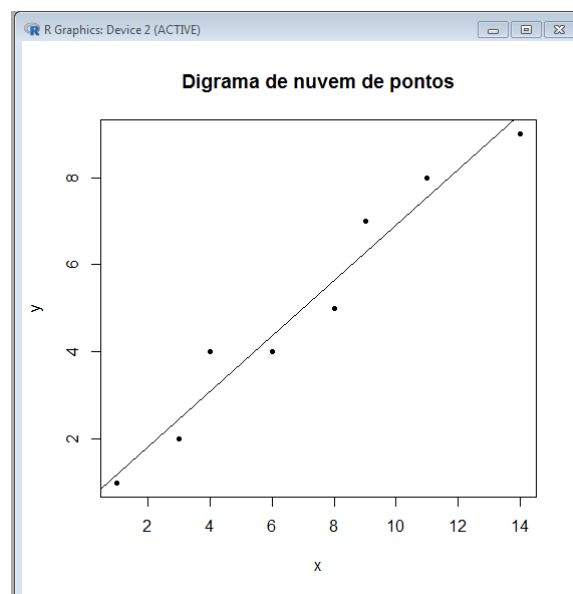 R Graphics: Device 2 (ACTIVE)
Digrama de nuvem de pontos
8
6
4
2
y
2 4 6 8 10 12 14
x